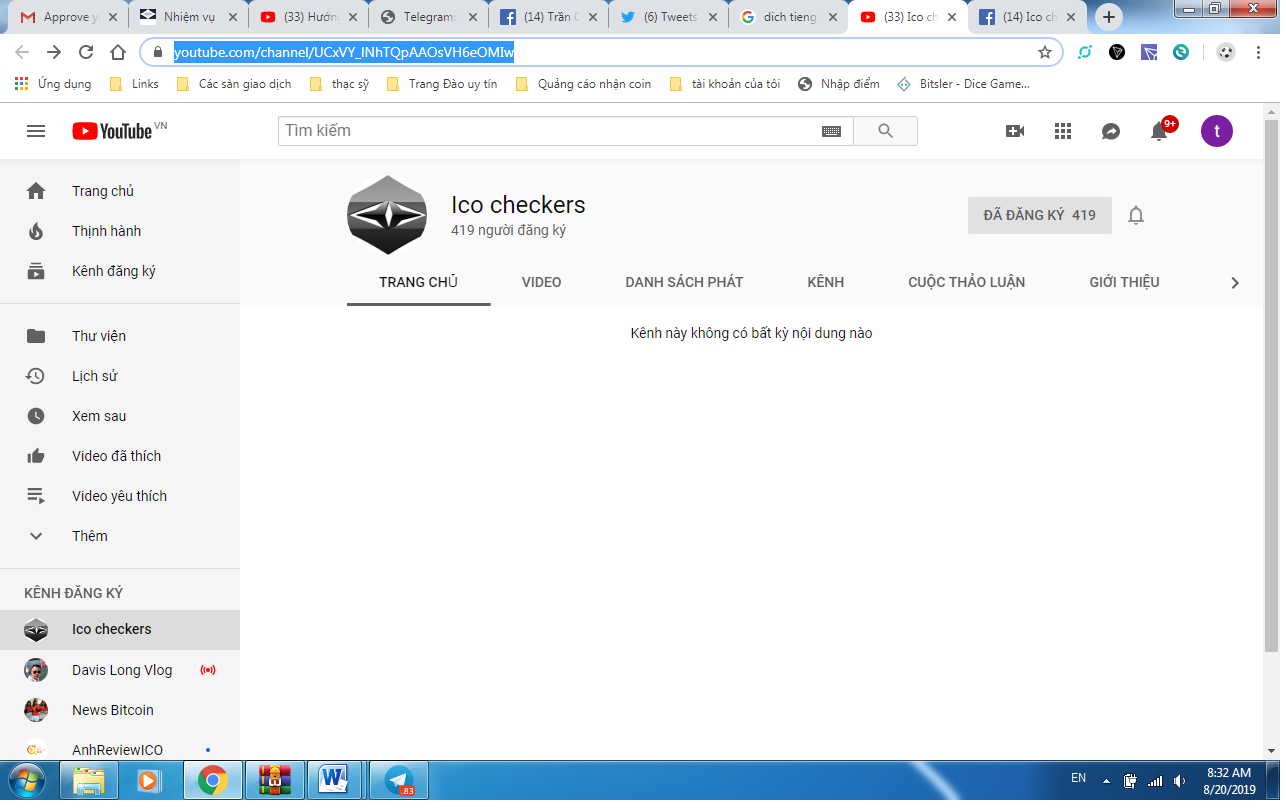 Approve y
Nhiệm vụ
(33) Hướng
Telegram:
(14) Trần C
(6) Tweets
dich tieng
(33) Ico ch
(14) Ico ch
youtube.com/channel/UCxVY_INhTQpAAOsVH6eOMIw
Ứng dụng
Links
Các sàn giao dịch
thạc sỹ
Trang Đào uy tín
Quảng cáo nhận coin
tài khoản của tôi
Nhập điểm
Bitsler - Dice Game...
YouTube VN
Tìm kiếm
9+
t
Trang chủ
Thịnh hành
Kênh đăng ký
Thư viện
Lịch sử
Xem sau
Video đã thích
Video yêu thích
Thêm
KÊNH ĐĂNG KÝ
Ico checkers
Davis Long Vlog
News Bitcoin
AnhReviewICO
Ico checkers
419 người đăng ký
ĐÃ ĐĂNG KÝ 419
TRANG CHỦ
VIDEO
DANH SÁCH PHÁT
KÊNH
CUỘC THẢO LUẬN
GIỚI THIỆU
Kênh này không có bất kỳ nội dung nào
83
EN
8:32 AM
8/20/2019